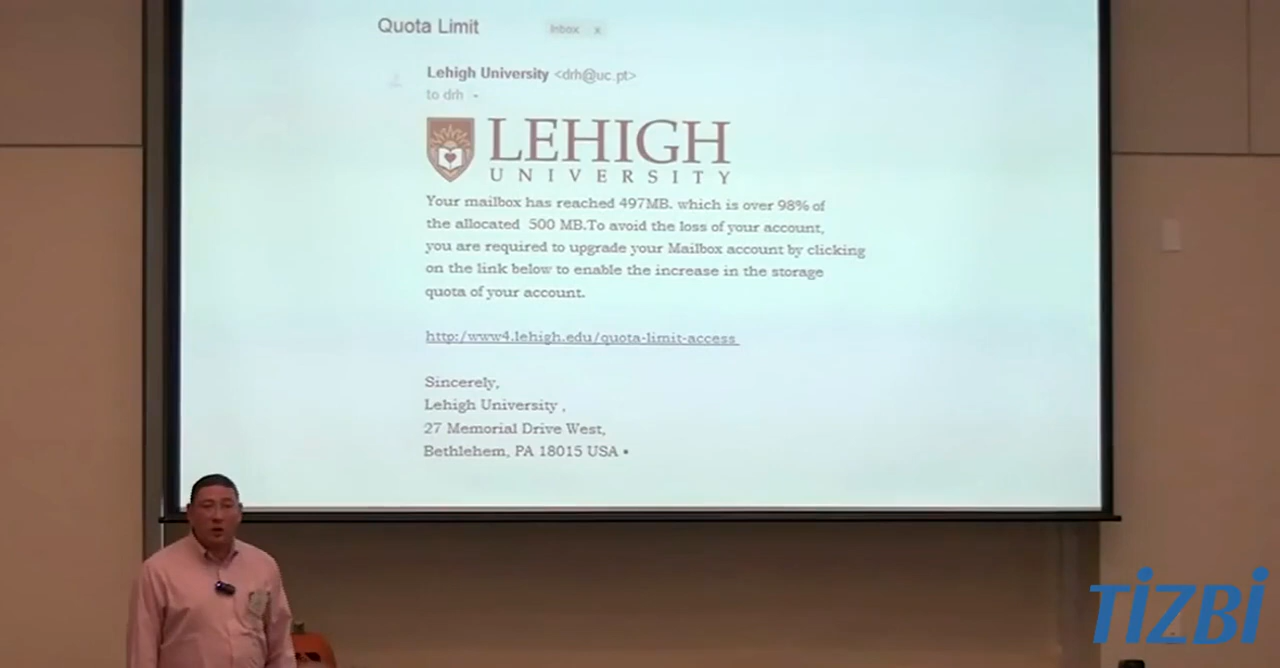 Quota Limit Inbox x
Lehigh University <drh@uc.pt>
to drh
LEHIGH
UNIVERSITY
Your mailbox has reached 497MB. which is over 98% of
the allocated 500 MB.To avoid the loss of your account,
you are required to upgrade your Mailbox account by clicking
on the link below to enable the increase in the storage
quota of your account.
http:/www4.lehigh.edu/quota-limit-access
Sincerely,
Lehigh University ,
27 Memorial Drive West,
Bethlehem, PA 18015 USA •
TİZBİ